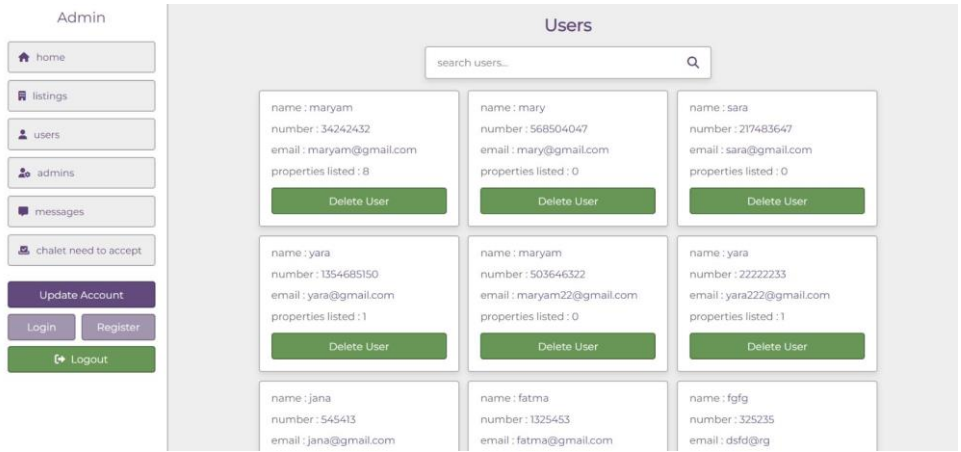 Admin
home
listings
users
admins
messages
chalet need to accept
Update Account
Login
Register
Logout
Users
search users...
name : maryam
number : 34242432
email : maryam@gmail.com
properties listed : 8
Delete User
name : mary
number : 568504047
email : mary@gmail.com
properties listed : 0
Delete User
name : sara
number : 217483647
email : sara@gmail.com
properties listed : 0
Delete User
name : yara
number : 1354685150
email : yara@gmail.com
properties listed : 1
Delete User
name : maryam
number : 503646322
email : maryam22@gmail.com
properties listed : 0
Delete User
name : yara
number : 22222233
email : yara222@gmail.com
properties listed : 1
Delete User
name : jana
number : 545413
email : jana@gmail.com
name : fatma
number : 1325453
email : fatma@gmail.com
name : fgfg
number : 325235
email : dsfd@rg